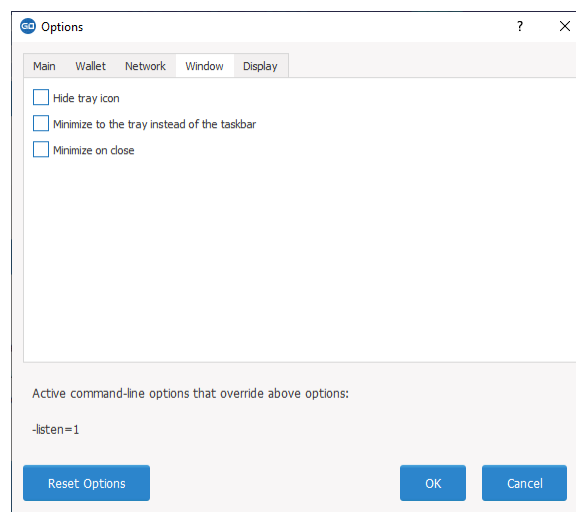 GO Options ?
Main Wallet Network Window Display
Hide tray icon
Minimize to the tray instead of the taskbar
Minimize on close
Active command-line options that override above options:
-listen=1
Reset Options OK Cancel